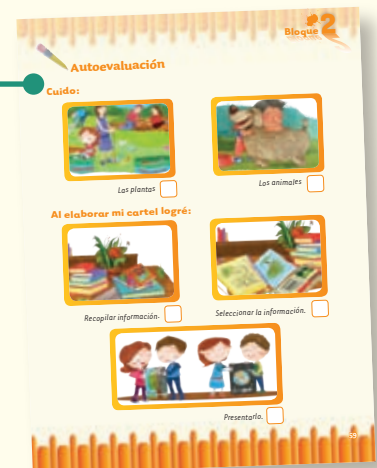 Bloque 2
Autoevaluación
Cuido:
Las plantas
Los animales
Al elaborar mi cartel logré:
Recopilar información.
Seleccionar la información.
Presentarlo.
59